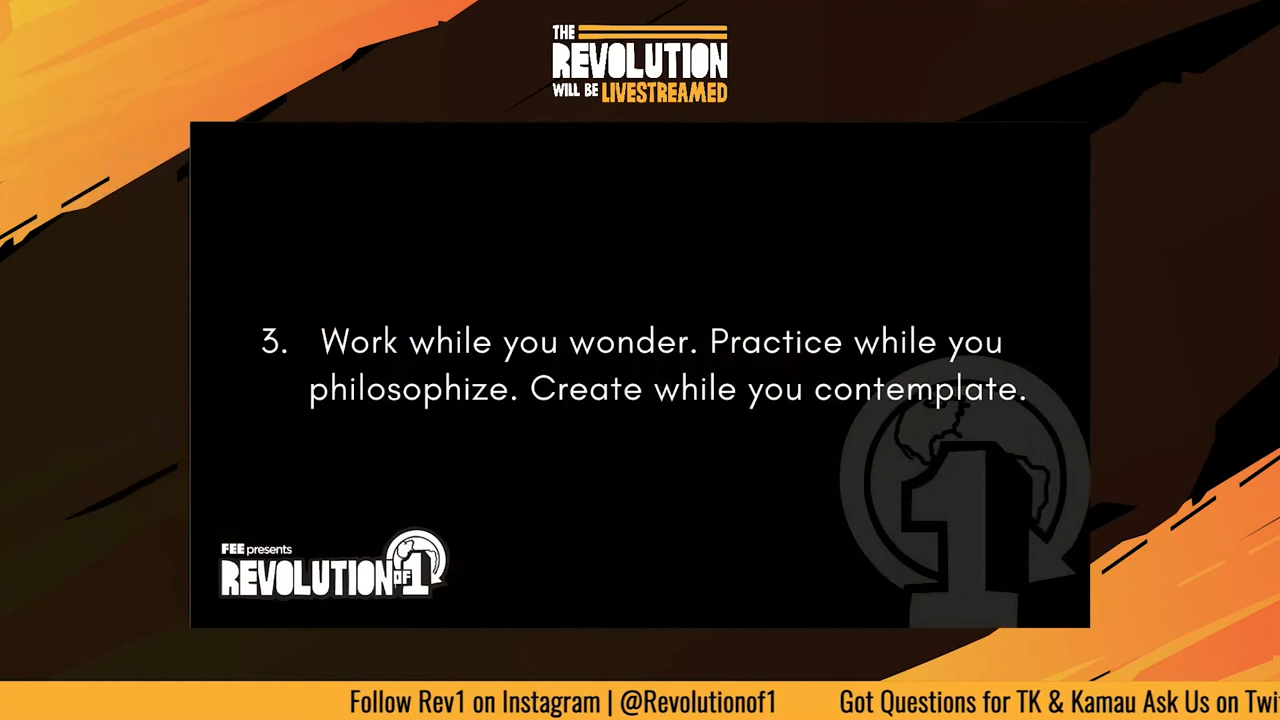 THE
REVOLUTION
WILL BE LIVESTREAMED
3. Work while you wonder. Practice while you
philosophize. Create while you contemplate.
1
FEE presents
REVOLUTION OF 1
Follow Rev1 on Instagram | @Revolutionof1 Got Questions for TK & Kamau Ask Us on Twi